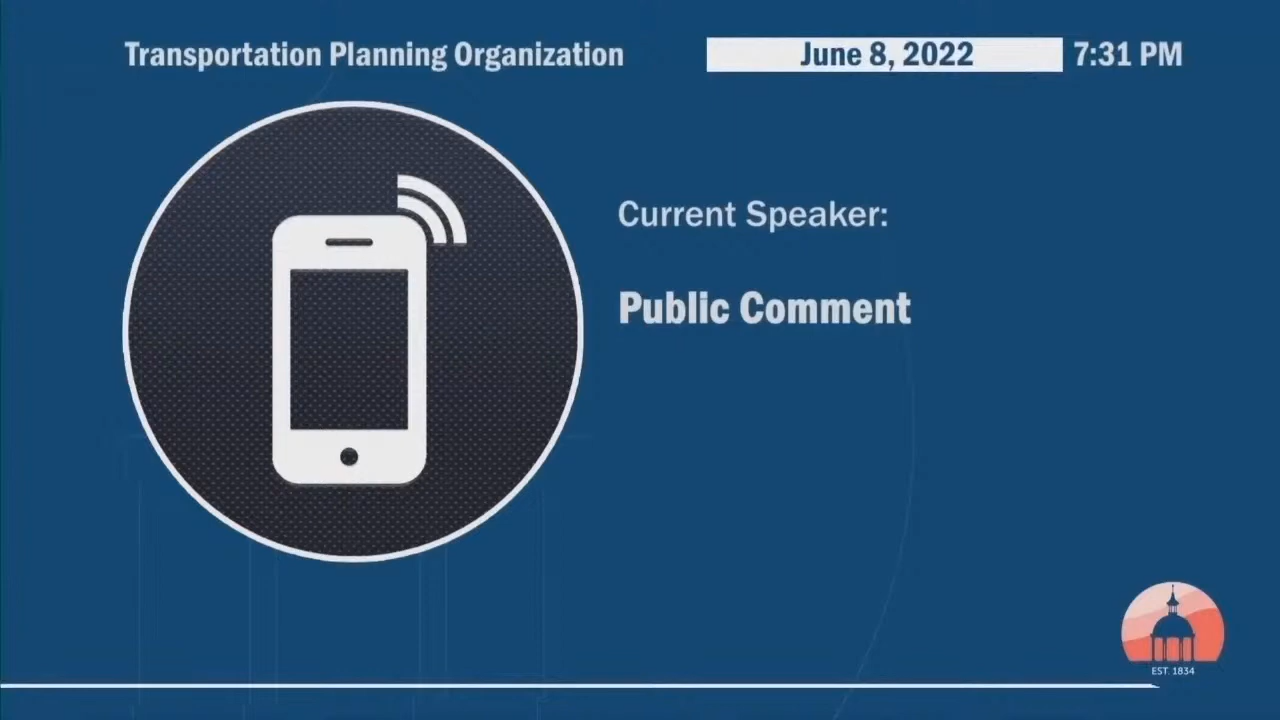 Transportation Planning Organization
June 8, 2022
7:31 PM
Current Speaker:
Public Comment
EST. 1834